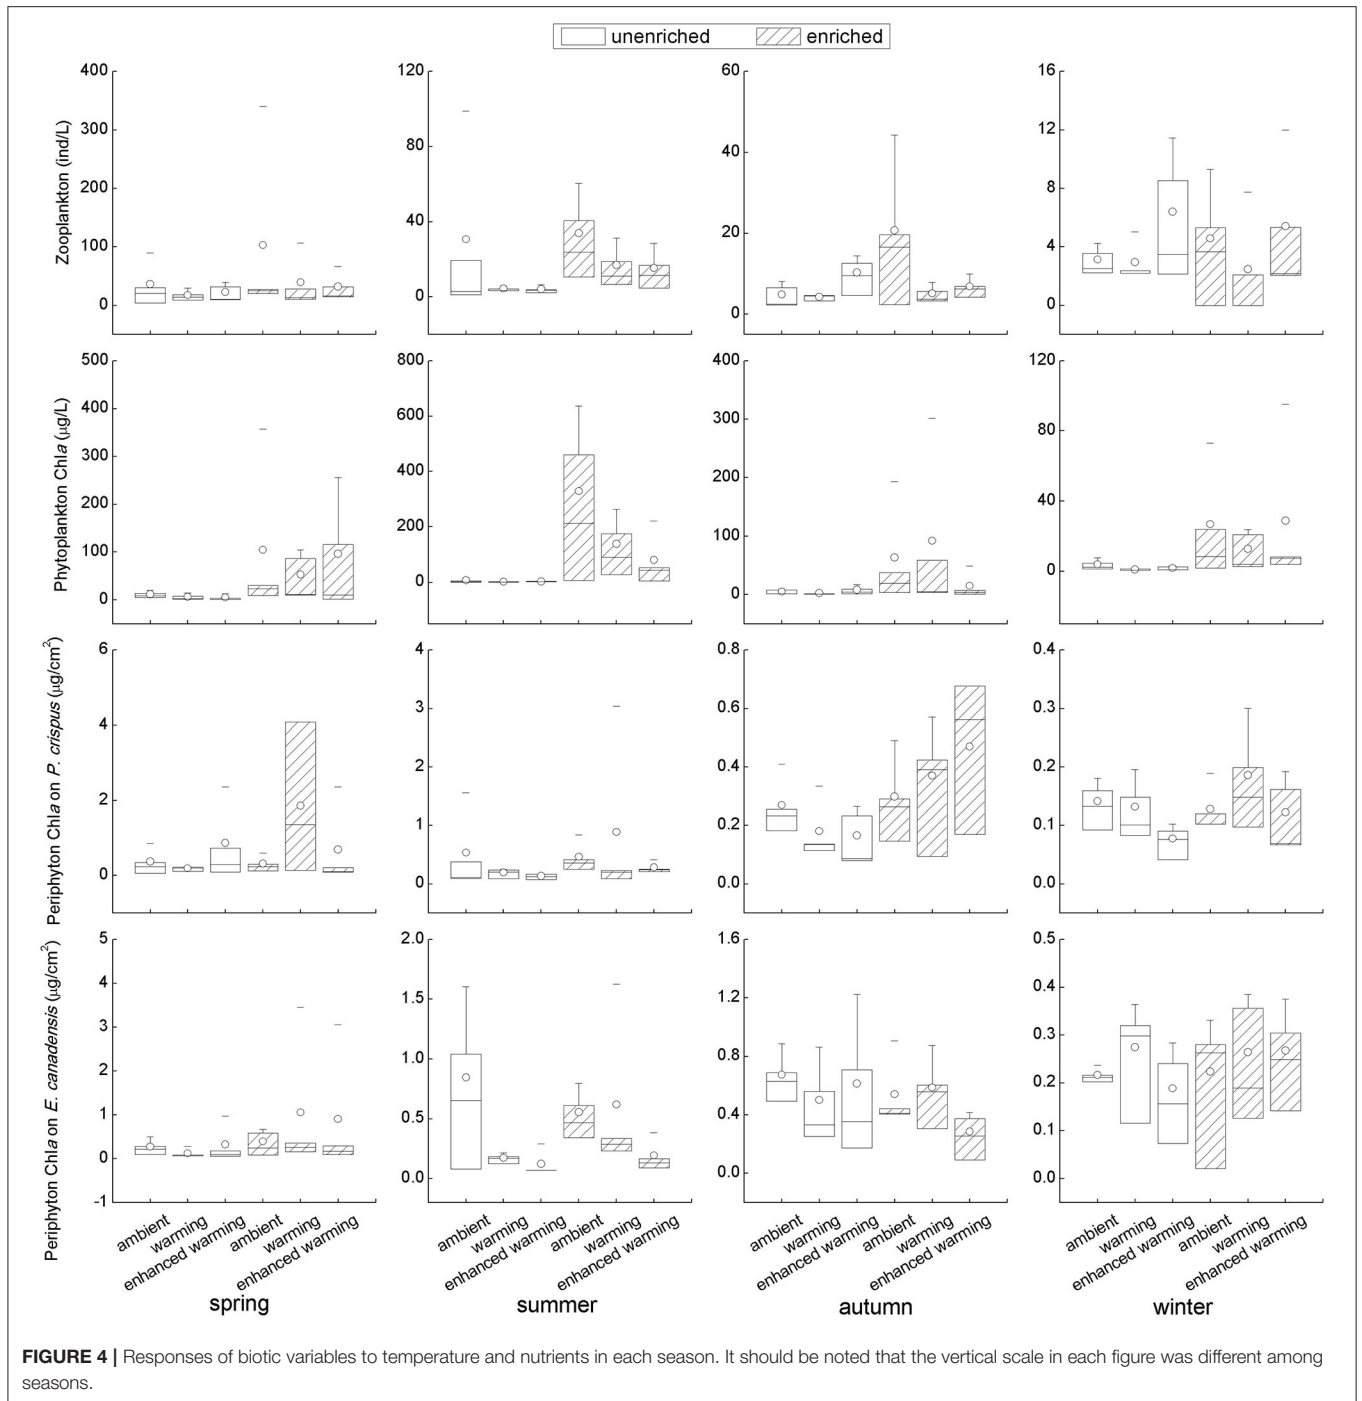 unenriched enriched
Zooplankton (ind/L)
400
300
200
100
0
120
80
40
0
60
40
20
0
16
12
8
4
0
Phytoplankton Chla (μg/L)
500
400
300
200
100
0
800
600
400
200
0
400
300
200
100
0
120
80
40
0
Periphyton Chla on P. crispus (μg/cm²)
6
4
2
0
4
3
2
1
0
0.8
0.6
0.4
0.2
0.0
0.4
0.3
0.2
0.1
0.0
Periphyton Chla on E. canadensis (μg/cm²)
5
4
3
2
1
0
-1
2.0
1.5
1.0
0.5
0.0
1.6
1.2
0.8
0.4
0.0
0.5
0.4
0.3
0.2
0.1
0.0
ambient
warming
enhanced warming
ambient
warming
enhanced warming
spring
ambient
warming
enhanced warming
ambient
warming
enhanced warming
summer
ambient
warming
enhanced warming
ambient
warming
enhanced warming
autumn
ambient
warming
enhanced warming
ambient
warming
enhanced warming
winter
FIGURE 4 | Responses of biotic variables to temperature and nutrients in each season. It should be noted that the vertical scale in each figure was different among
seasons.